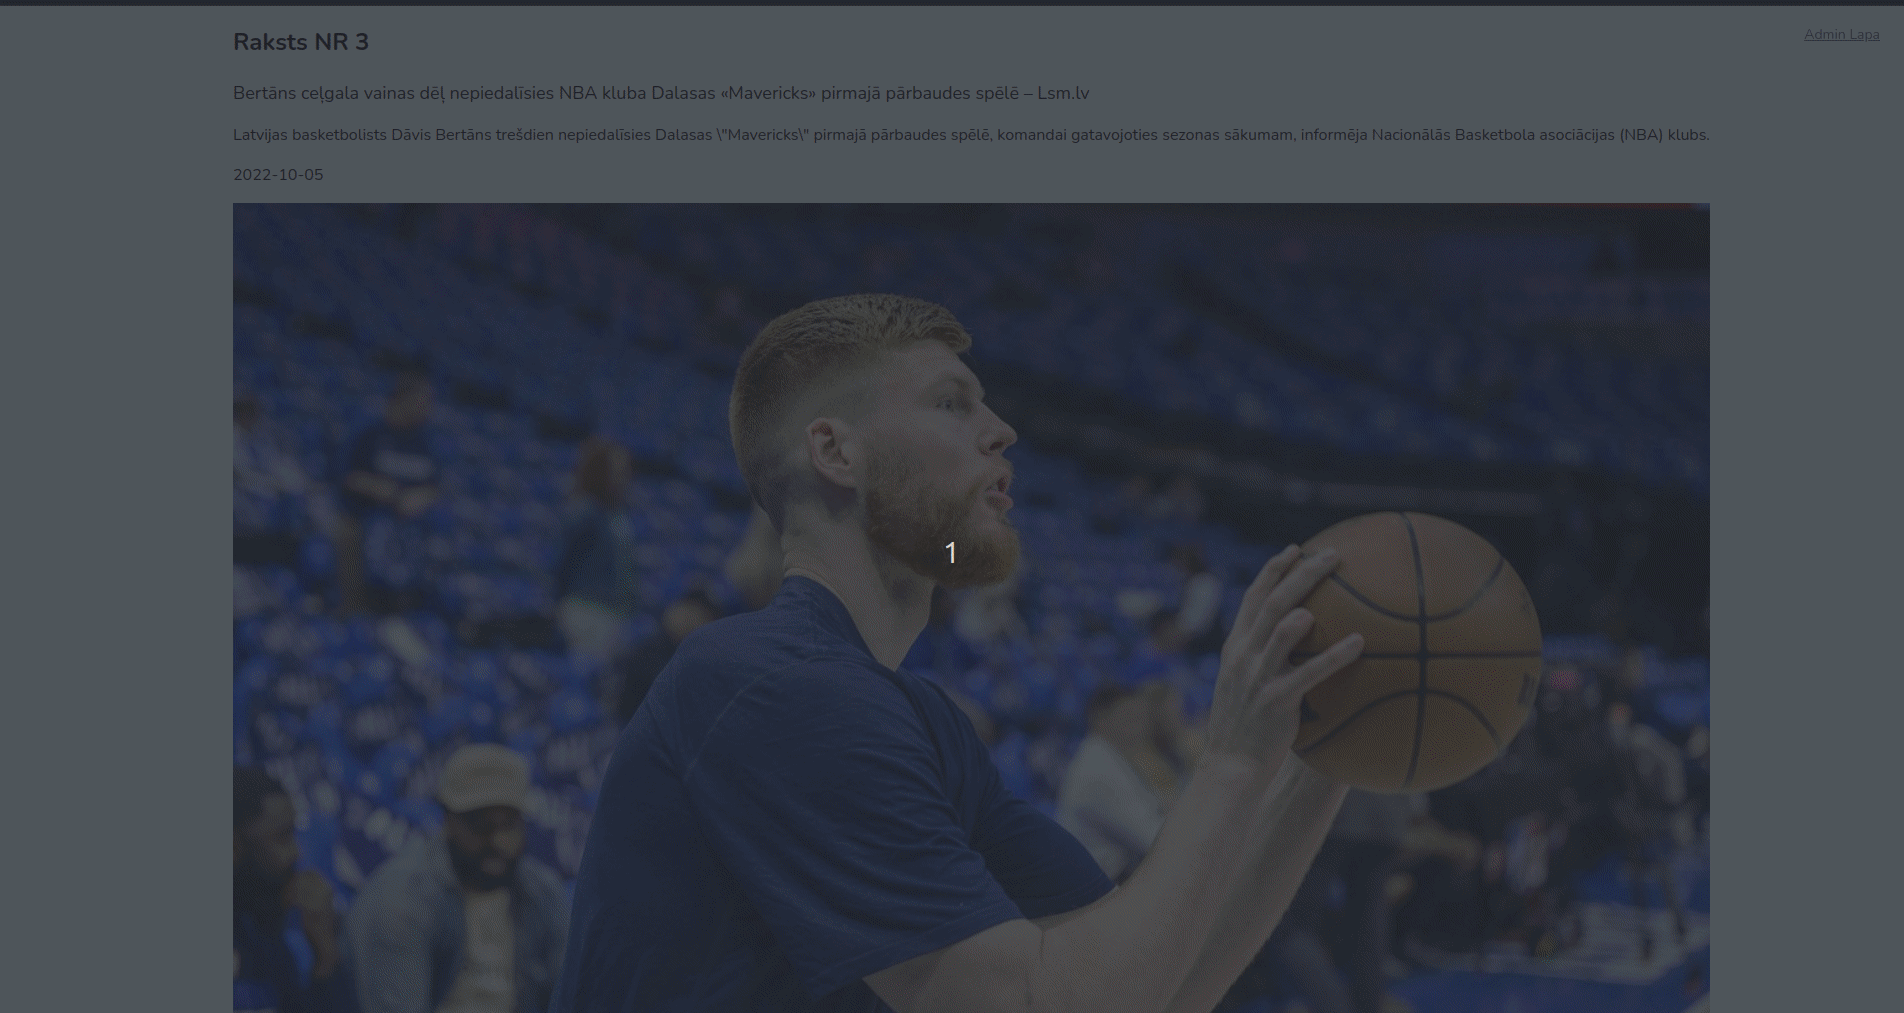 Raksts NR 3
Admin Lapa
Bertāns ceļgala vainas dēļ nepiedalīsies NBA kluba Dalasas «Mavericks» pirmajā pārbaudes spēlē – Lsm.lv
Latvijas basketbolists Dāvis Bertāns trešdien nepiedalīsies Dalasas \"Mavericks\" pirmajā pārbaudes spēlē, komandai gatavojoties sezonas sākumam, informēja Nacionālās Basketbola asociācijas (NBA) klubs.
2022-10-05
1